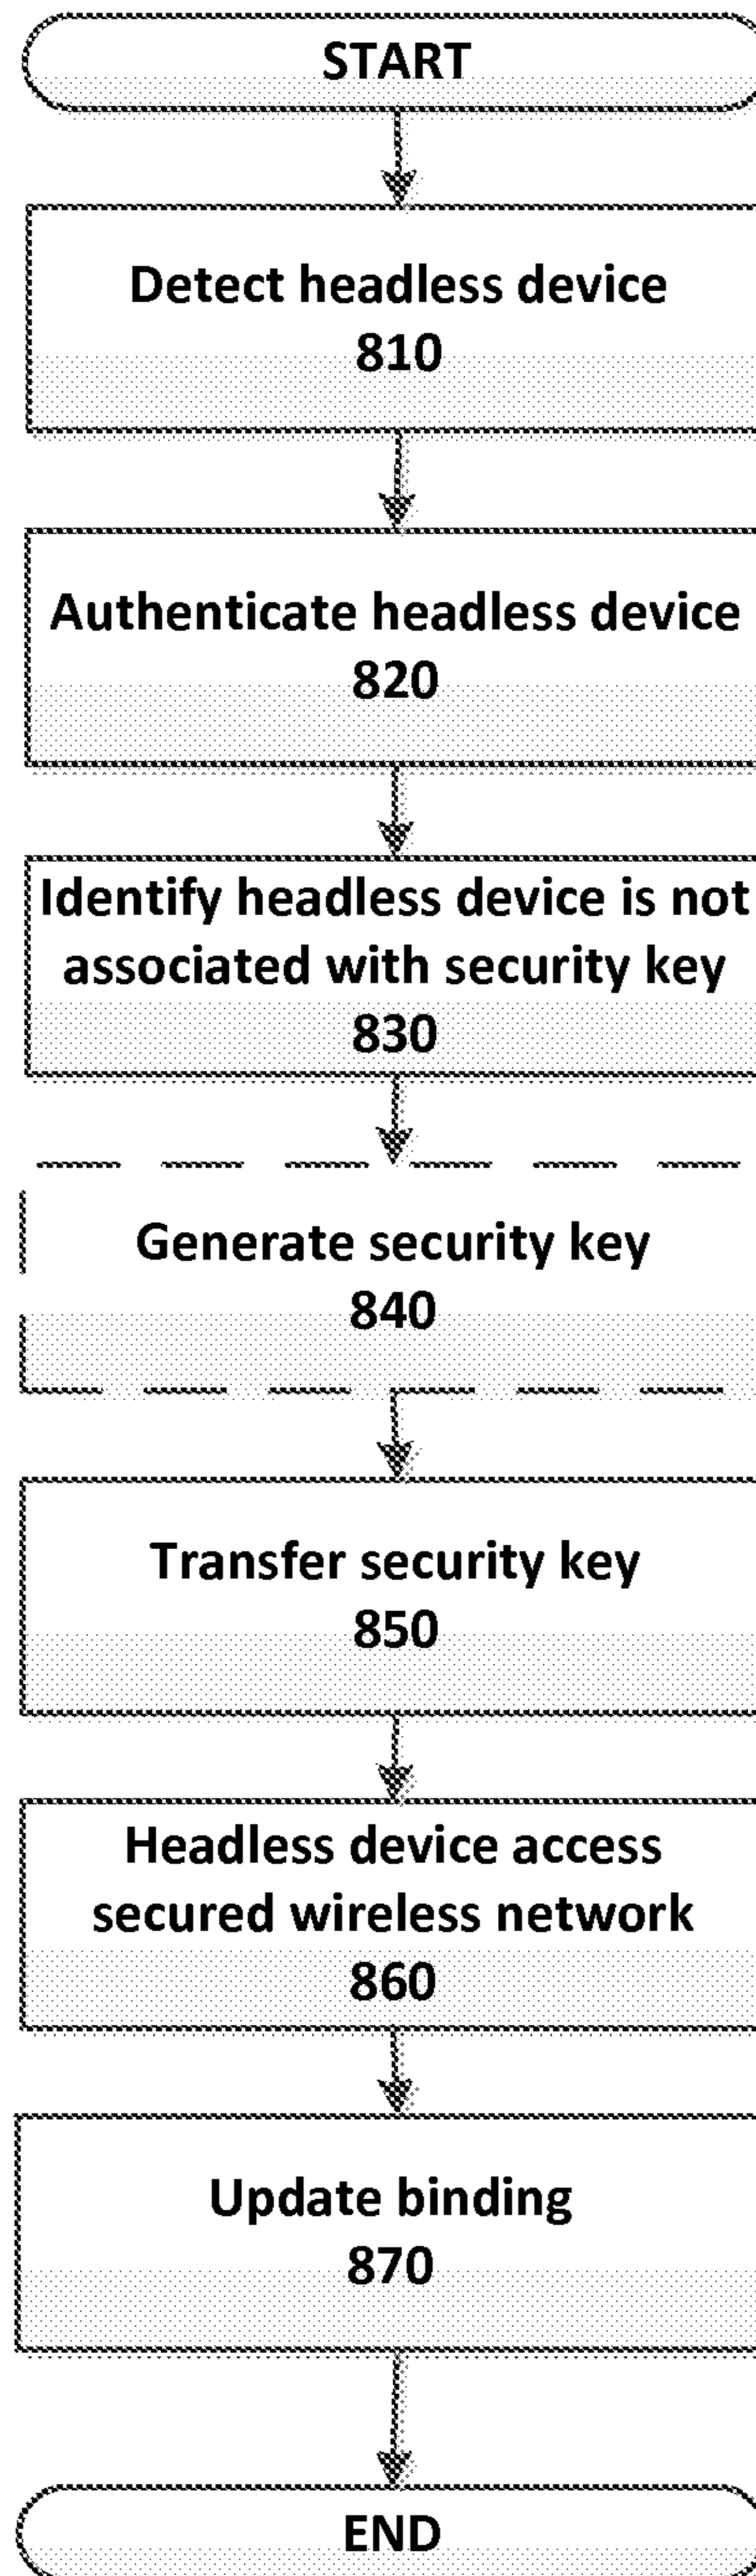 START
Detect headless device
810
Authenticate headless device
820
Identify headless device is not
associated with security key
830
Generate security key
840
Transfer security key
850
Headless device access
secured wireless network
860
Update binding
870
END